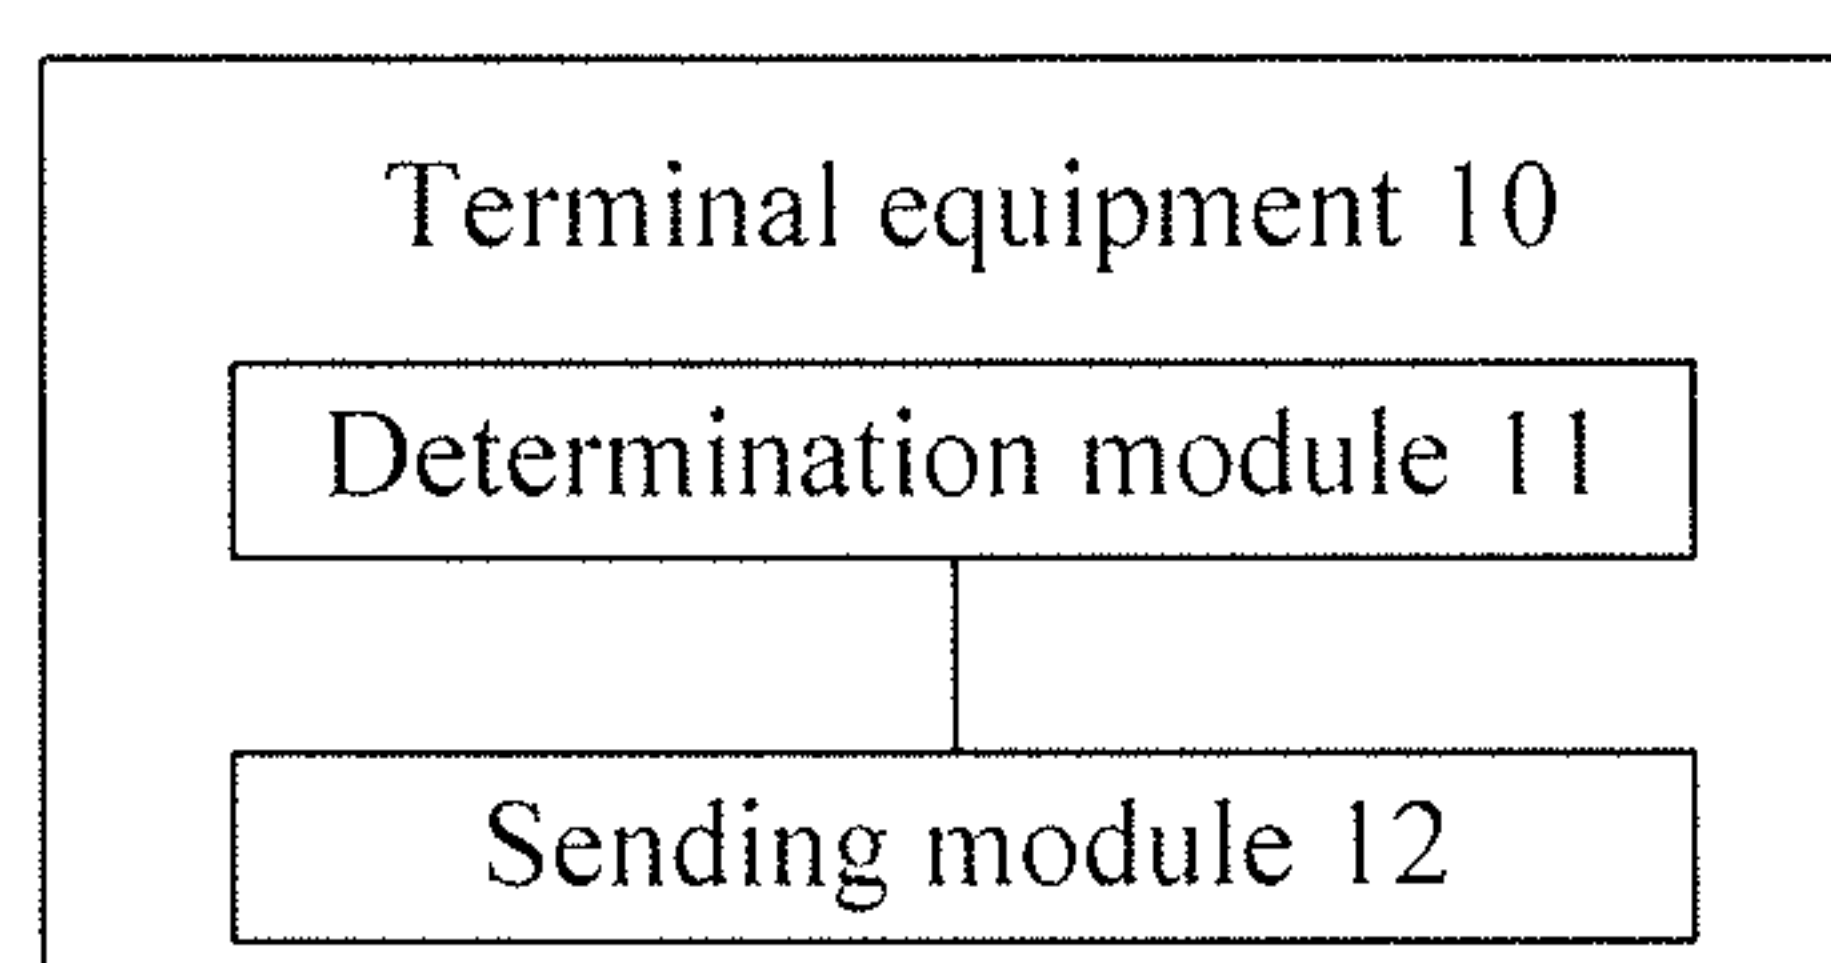 Terminal equipment 10
Determination module 11
Sending module 12